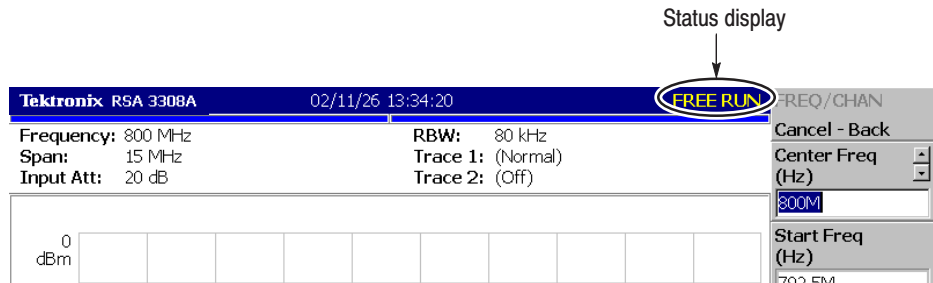 Status display
Tektronix RSA 3308A 02/11/26 13:34:20 FREE RUN FREQ/CHAN
Cancel - Back
Frequency: 800 MHz RBW: 80 kHz
Span: 15 MHz Trace 1: (Normal)
Input Att: 20 dB Trace 2: (Off)
Center Freq
(Hz)
800M
0
dBm
Start Freq
(Hz)